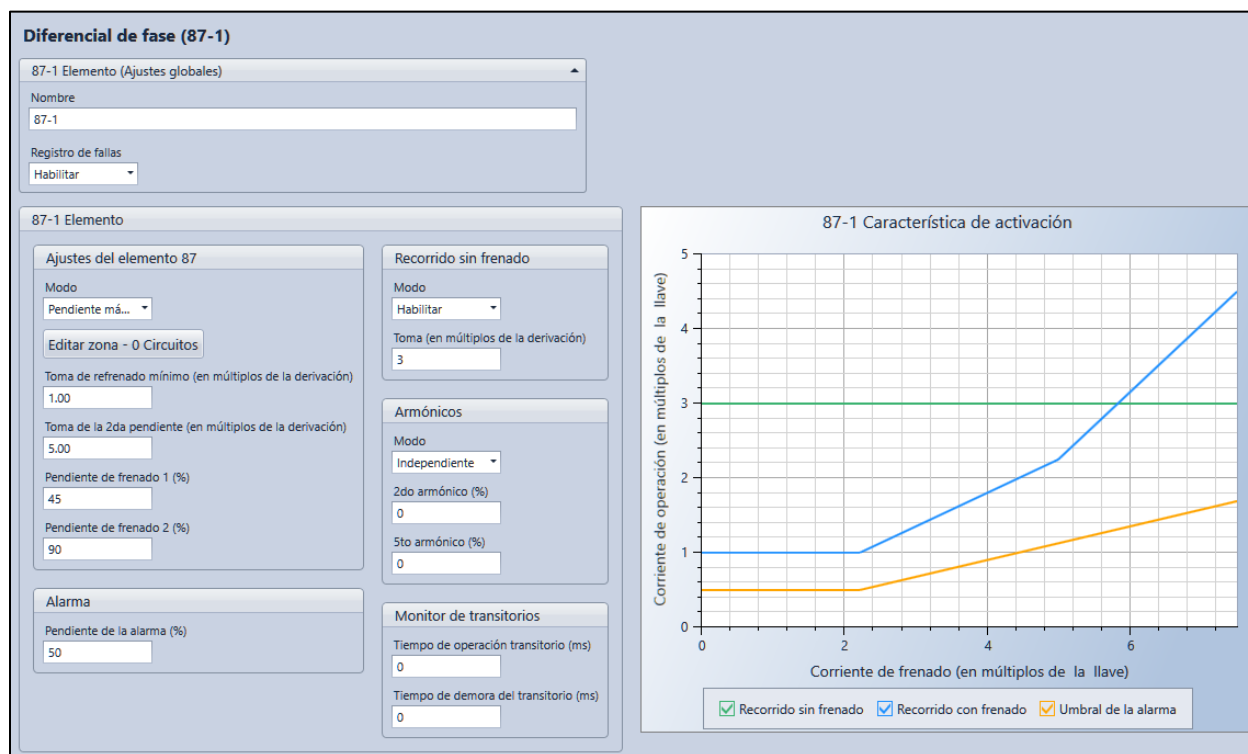 Diferencial de fase (87-1)
87-1 Elemento (Ajustes globales)
Nombre
87-1
Registro de fallas
Habilitar
87-1 Elemento
Ajustes del elemento 87
Modo
Pendiente má...
Editar zona - 0 Circuitos
Toma de refrenado mínimo (en múltiplos de la derivación)
1.00
Toma de la 2da pendiente (en múltiplos de la derivación)
5.00
Pendiente de frenado 1 (%)
45
Pendiente de frenado 2 (%)
90
Alarma
Pendiente de la alarma (%)
50
Recorrido sin frenado
Modo
Habilitar
Toma (en múltiplos de la derivación)
3
Armónicos
Modo
Independiente
2do armónico (%)
0
5to armónico (%)
0
Monitor de transitorios
Tiempo de operación transitorio (ms)
0
Tiempo de demora del transitorio (ms)
0
87-1 Característica de activación
Corriente de operación (en múltiplos de la llave)
5
4
3
2
1
0
0 2 4 6
Corriente de frenado (en múltiplos de la llave)
Recorrido sin frenado Recorrido con frenado Umbral de la alarma